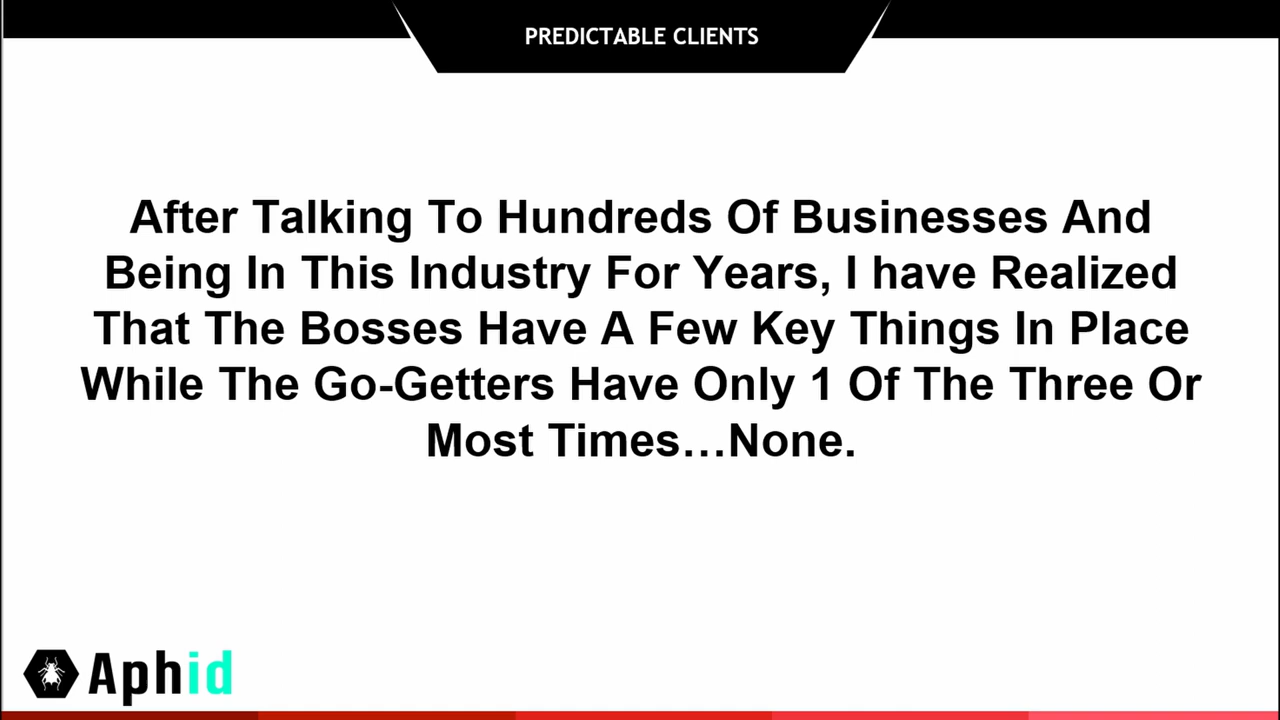 PREDICTABLE CLIENTS
After Talking To Hundreds Of Businesses And
Being In This Industry For Years, I have Realized
That The Bosses Have A Few Key Things In Place
While The Go-Getters Have Only 1 Of The Three Or
Most Times…None.
Aphid